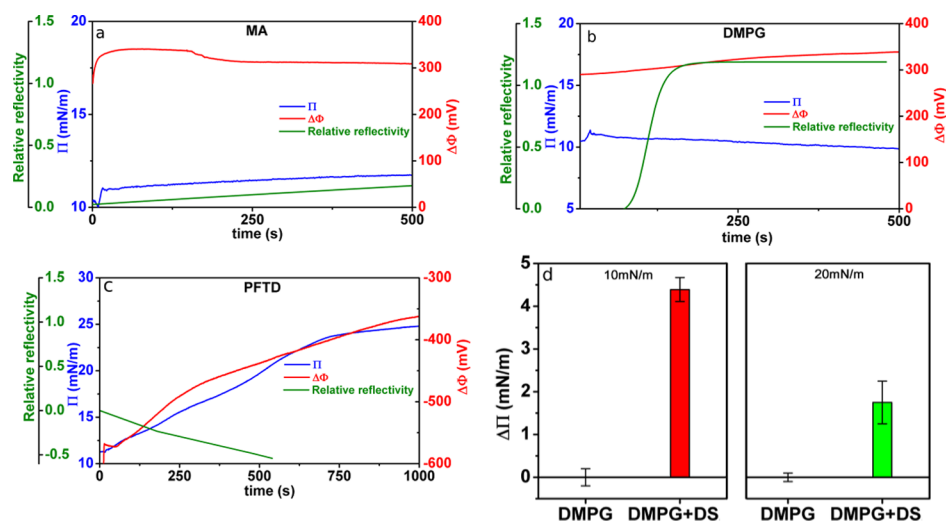 a
MA
Relative reflectivity
1.5
1.0
0.5
0.0
Π (mN/m)
20
15
10
Π
ΔΦ
Relative reflectivity
400
300
200
100
0
ΔΦ (mV)
0 250 500
time (s)
b
DMPG
Relative reflectivity
1.5
1.0
0.5
0.0
Π (mN/m)
20
15
10
5
Π
ΔΦ
Relative reflectivity
400
300
200
100
0
ΔΦ (mV)
250 500
time (s)
C
PFTD
Relative reflectivity
1.5
1.0
0.5
0.0
-0.5
Π (mN/m)
30
25
20
15
10
Π
ΔΦ
Relative reflectivity
-300
-400
-500
-600
ΔΦ (mV)
0 250 500 750 1000
time (s)
d
10mN/m
20mN/m
ΔΠ (mN/m)
5
4
3
2
1
0
DMPG DMPG+DS
DMPG DMPG+DS